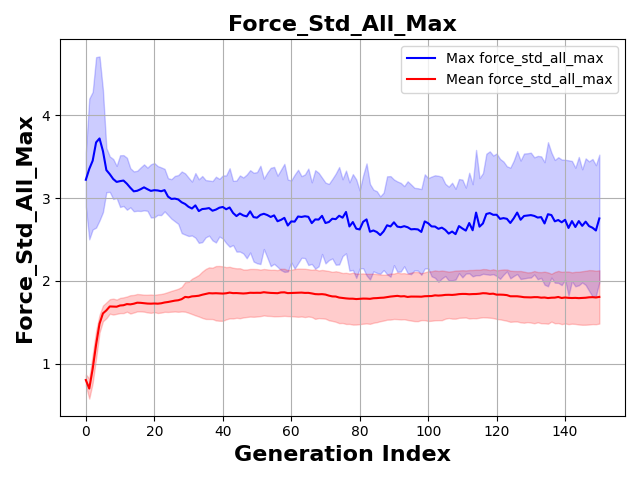 Force_Std_All_Max
Max force_std_all_max
Mean force_std_all_max
Force_Std_All_Max
4
3
2
1
0 20 40 60 80 100 120 140
Generation Index